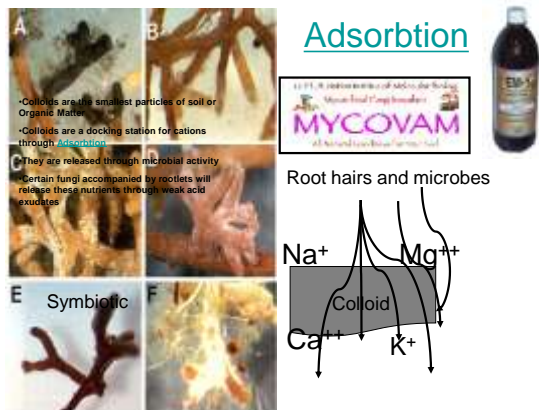 Adsorbtion
A
B
•Colloids are the smallest particles of soil or
Organic Matter
•Colloids are a docking station for cations
through Adsorbtion
•They are released through microbial activity
•Certain fungi accompanied by rootlets will
release these nutrients through weak acid
exudates
C
D
E
Symbiotic
F
MYCOVAM
Root hairs and microbes
Na+
Mg++
Colloid
Ca++
K+